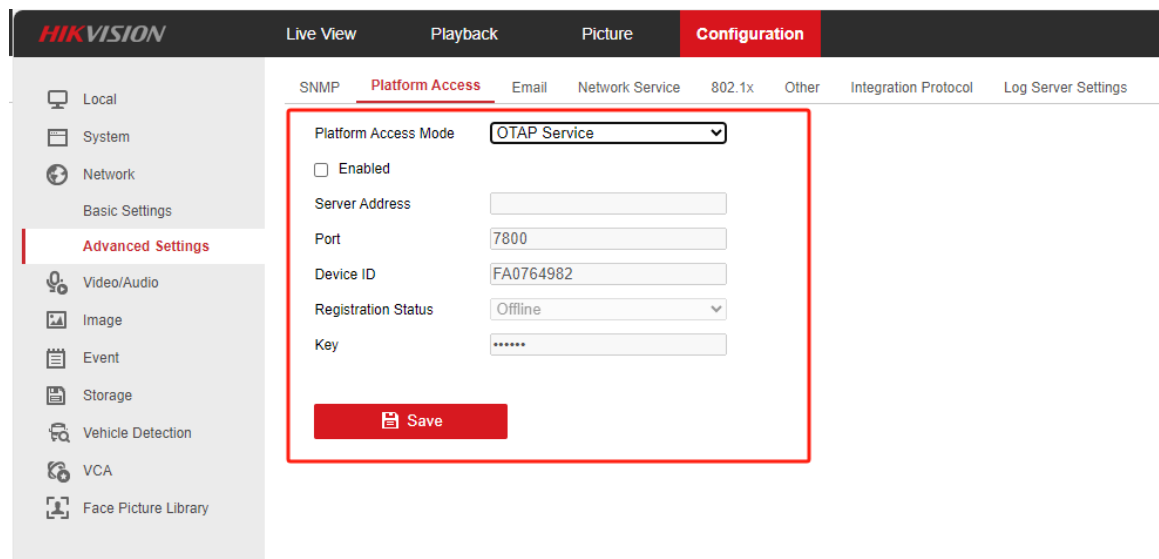 HIKVISION
Live View Playback Picture Configuration
SNMP Platform Access Email Network Service 802.1x Other Integration Protocol Log Server Settings
Local
System
Network
Basic Settings
Advanced Settings
Video/Audio
Image
Event
Storage
Vehicle Detection
VCA
Face Picture Library
Platform Access Mode OTAP Service
Enabled
Server Address
Port 7800
Device ID FA0764982
Registration Status Offline
Key ••••••
Save